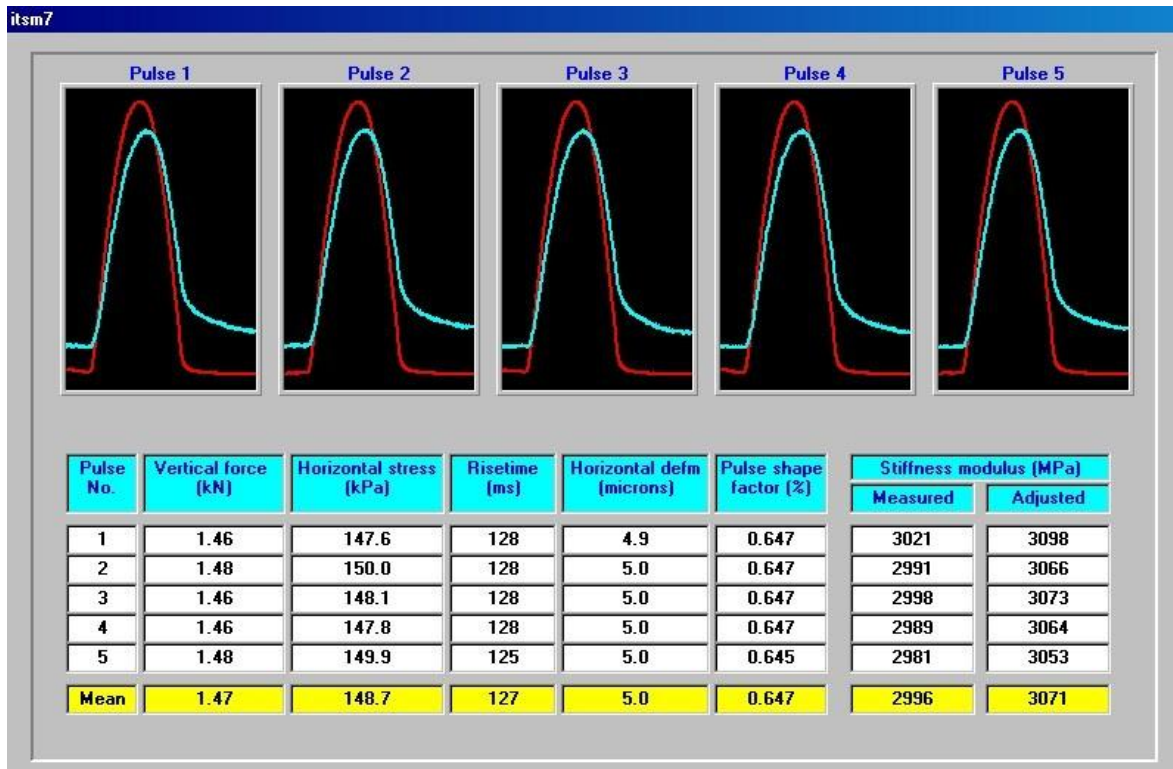 itsm7
Pulse 1 Pulse 2 Pulse 3 Pulse 4 Pulse 5
Pulse No. Vertical force (kN) Horizontal stress (kPa) Risetime (ms) Horizontal defm (microns) Pulse shape factor (%) Stiffness modulus (MPa)
Measured Adjusted
1 1.46 147.6 128 4.9 0.647 3021 3098
2 1.48 150.0 128 5.0 0.647 2991 3066
3 1.46 148.1 128 5.0 0.647 2998 3073
4 1.46 147.8 128 5.0 0.647 2989 3064
5 1.48 149.9 125 5.0 0.645 2981 3053
Mean 1.47 148.7 127 5.0 0.647 2996 3071